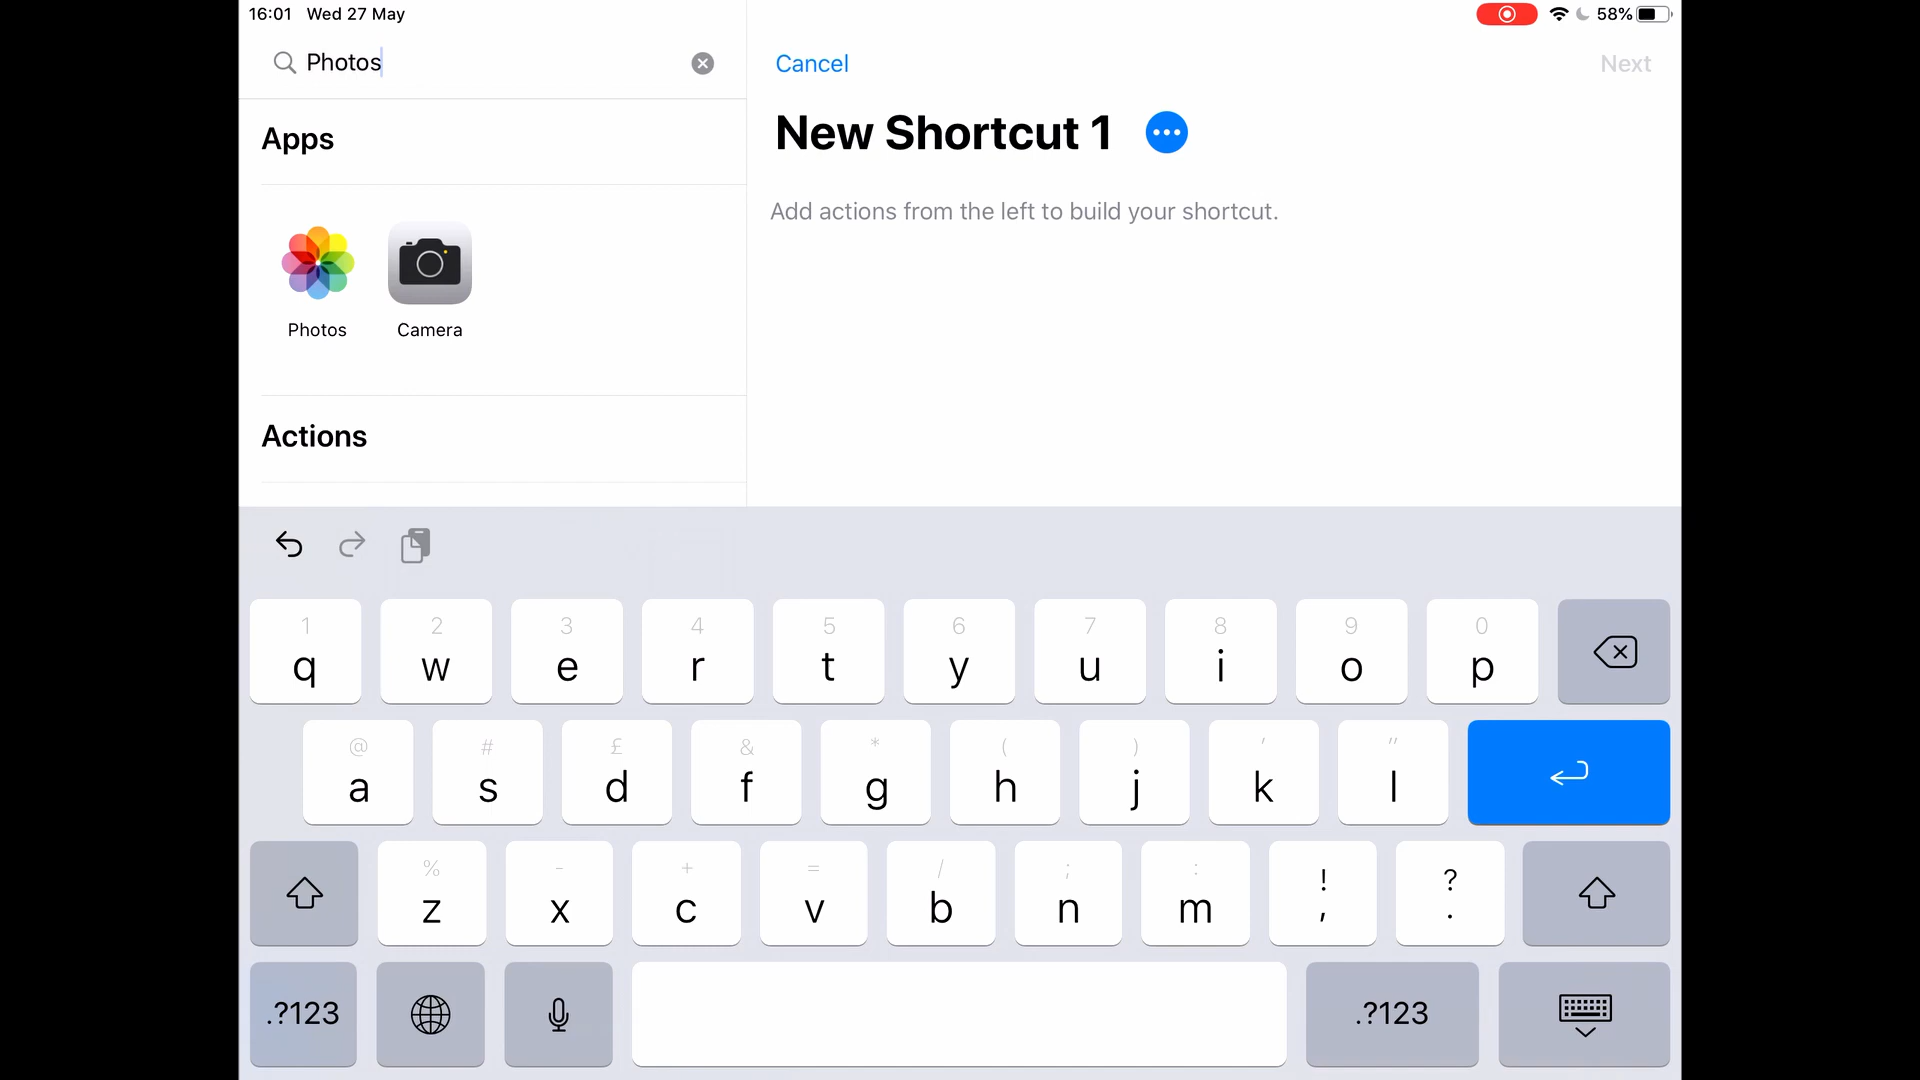 16:01 Wed 27 May 58%
Photos
Cancel Next
Apps
New Shortcut 1
Add actions from the left to build your shortcut.
Photos Camera
Actions
1 2 3 4 5 6 7 8 9 0
q w e r t y u i o p
@ # £ & * ( ) ' "
a s d f g h j k l
% - + = / ; : ! ?
z x c v b n m , .
.?123 .?123